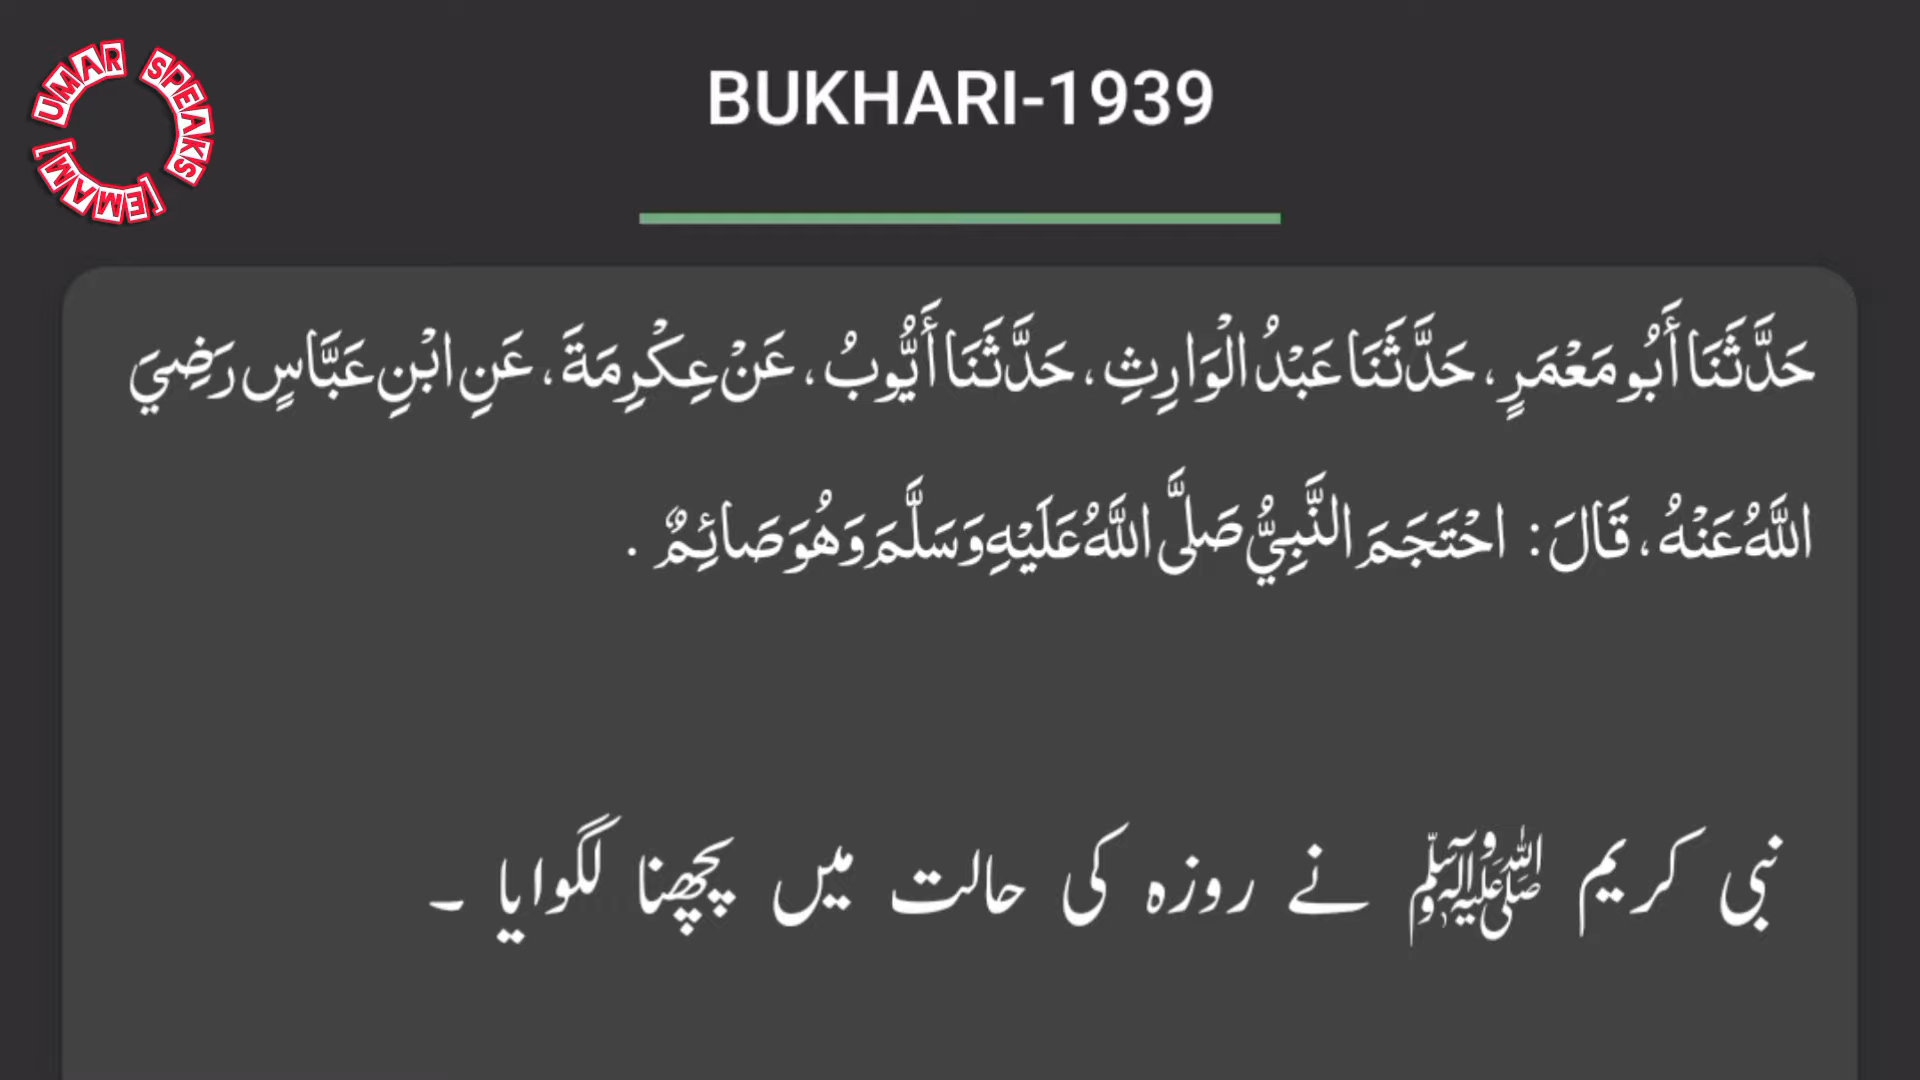 UMAR SPEAKS [EMAM]
BUKHARI-1939
حَدَّثَنَا أَبُو مَعْمَرٍ، حَدَّثَنَا عَبْدُ الْوَارِثِ، حَدَّثَنَا أَيُّوبُ، عَنْ عِكْرِمَةَ، عَنِ ابْنِ عَبَّاسٍ رَضِيَ
اللَّهُ عَنْهُ، قَالَ: احْتَجَمَ النَّبِيُّ صَلَّى اللَّهُ عَلَيْهِ وَسَلَّمَ وَهُوَ صَائِمٌ .
نبی کریم ﷺ نے روزہ کی حالت میں پچھنا لگوایا ۔